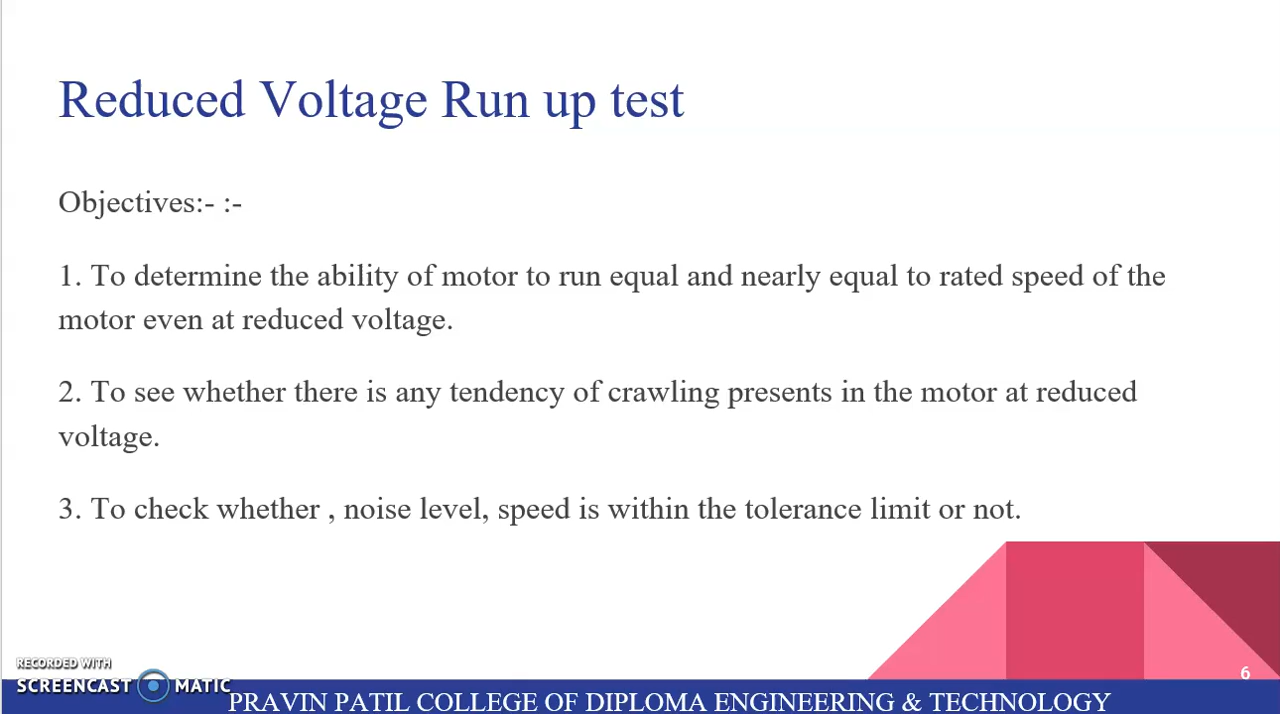 Reduced Voltage Run up test
Objectives:- :-
1. To determine the ability of motor to run equal and nearly equal to rated speed of the
motor even at reduced voltage.
2. To see whether there is any tendency of crawling presents in the motor at reduced
voltage.
3. To check whether , noise level, speed is within the tolerance limit or not.
6
RECORDED WITH
SCREENCAST MATIC
PRAVIN PATIL COLLEGE OF DIPLOMA ENGINEERING & TECHNOLOGY